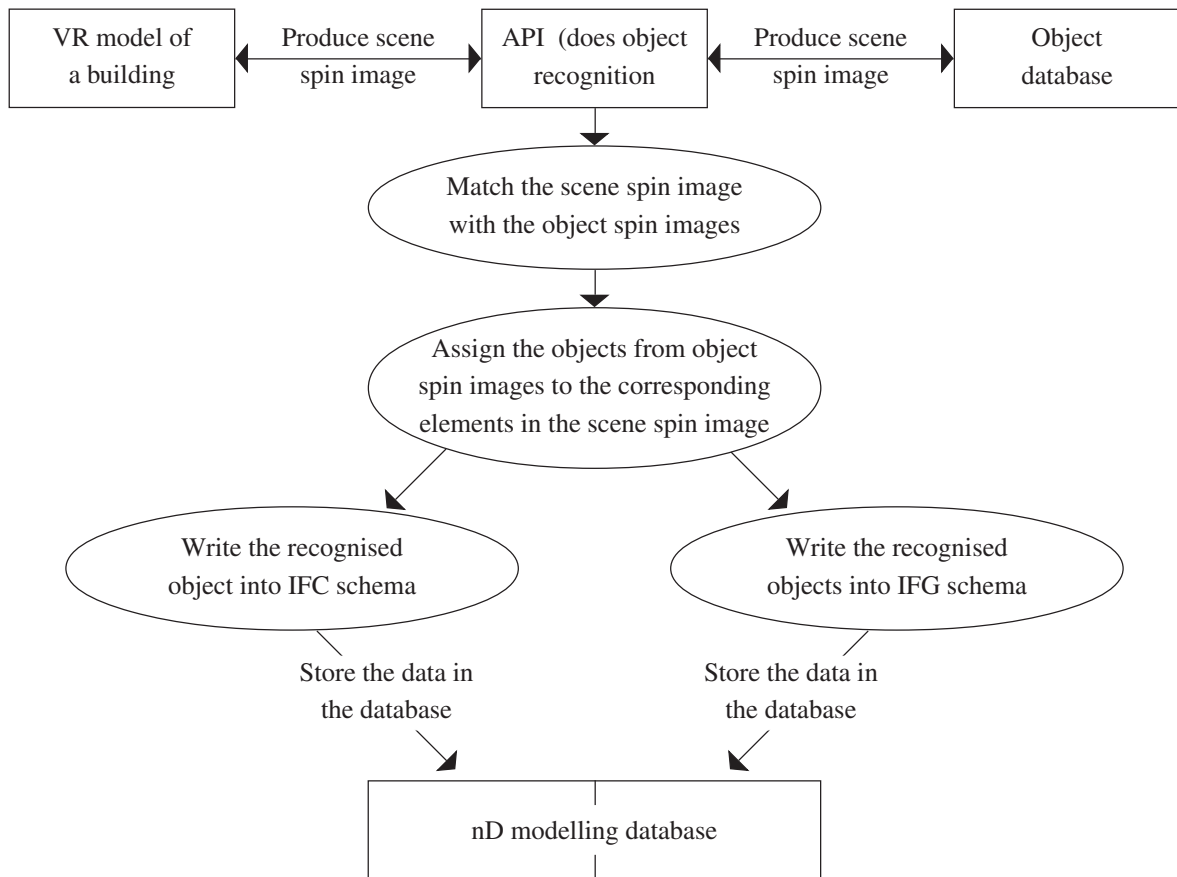 VR model of
a building
Produce scene
spin image
API (does object
recognition
Produce scene
spin image
Object
database
Match the scene spin image
with the object spin images
Assign the objects from object
spin images to the corresponding
elements in the scene spin image
Write the recognised
object into IFC schema
Write the recognised
objects into IFG schema
Store the data in
the database
Store the data in
the database
nD modelling database